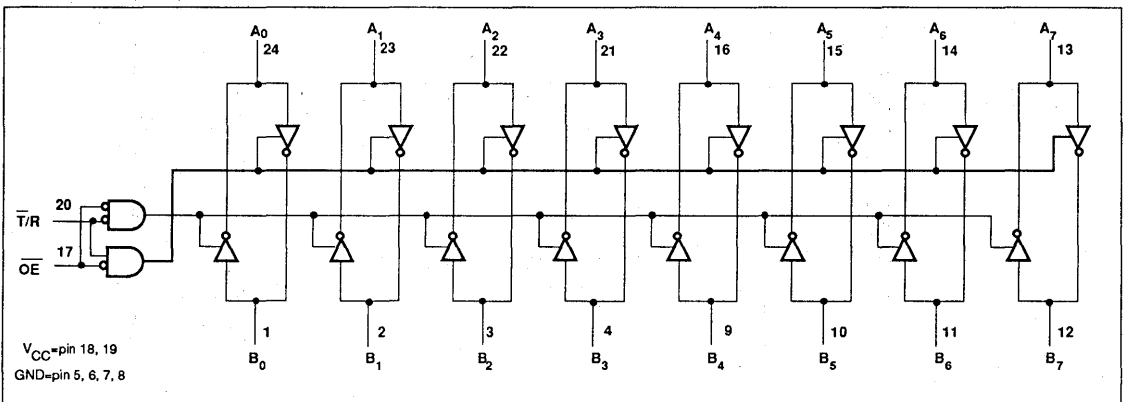 A0 A1 A2 A3 A4 A5 A6 A7
24 23 22 21 16 15 14 13
20
T̅/R
17
O̅E̅
1 2 3 4 9 10 11 12
B0 B1 B2 B3 B4 B5 B6 B7
VCC=pin 18, 19
GND=pin 5, 6, 7, 8